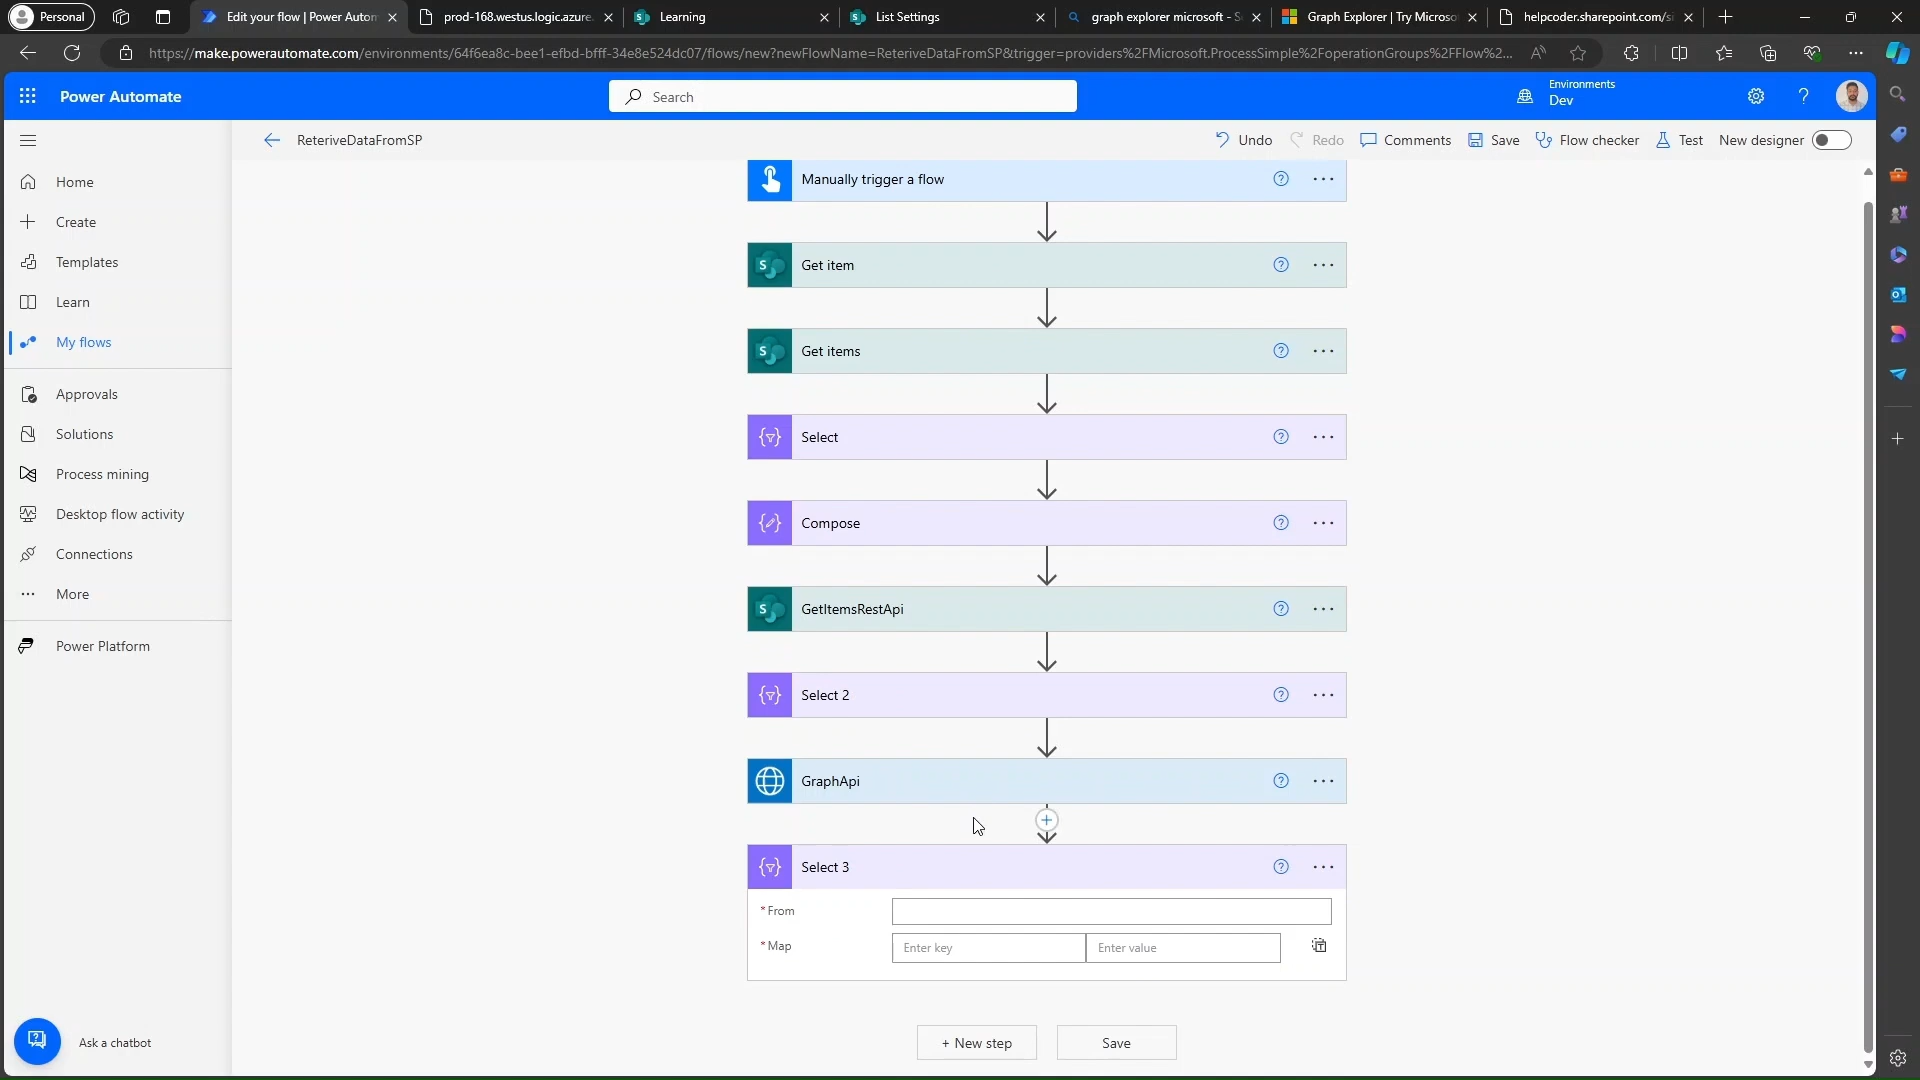 Personal
Edit your flow | Power Auton
prod-168.westus.logic.azure.
Learning
List Settings
graph explorer microsoft - S
Graph Explorer | Try Microso
helpcoder.sharepoint.com/si
https://make.powerautomate.com/environments/64f6ea8c-bee1-efbd-bfff-34e8e524dc07/flows/new?newFlowName=ReteriveDataFromSP&trigger=providers%2FMicrosoft.ProcessSimple%2FoperationGroups%2FFlow%2...
Power Automate
Search
Environments
Dev
ReteriveDataFromSP
Undo
Redo
Comments
Save
Flow checker
Test
New designer
Home
Create
Templates
Learn
My flows
Approvals
Solutions
Process mining
Desktop flow activity
Connections
More
Power Platform
Ask a chatbot
Manually trigger a flow
Get item
Get items
Select
Compose
GetItemsRestApi
Select 2
GraphApi
Select 3
* From
* Map
Enter key
Enter value
+ New step
Save